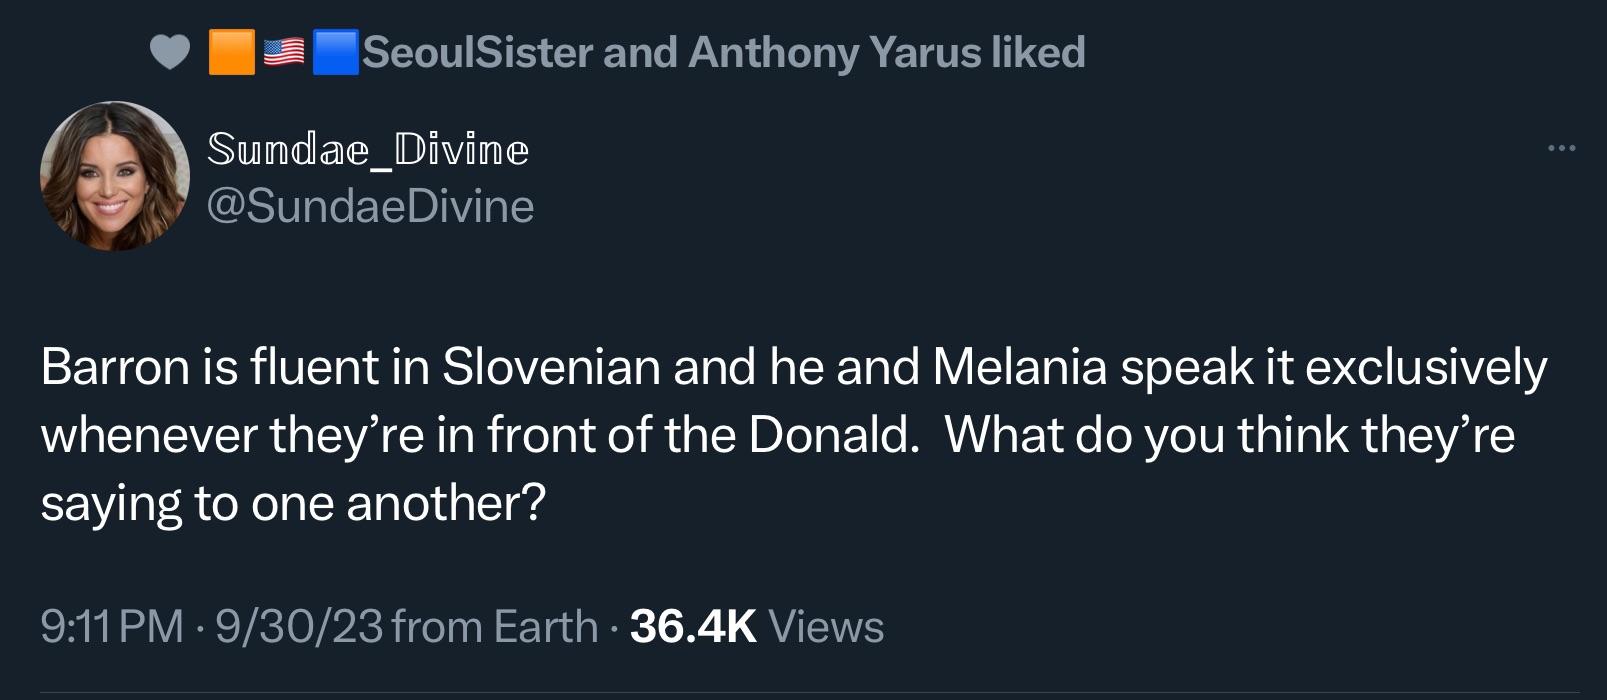 🟧🇺🇸🟦SeoulSister and Anthony Yarus liked
𝕊𝕦𝕟𝕕𝕒𝕖_𝔻𝕚𝕧𝕚𝕟𝕖
@SundaeDivine
Barron is fluent in Slovenian and he and Melania speak it exclusively
whenever they’re in front of the Donald.  What do you think they’re
saying to one another?
9:11 PM · 9/30/23 from Earth · 36.4K Views